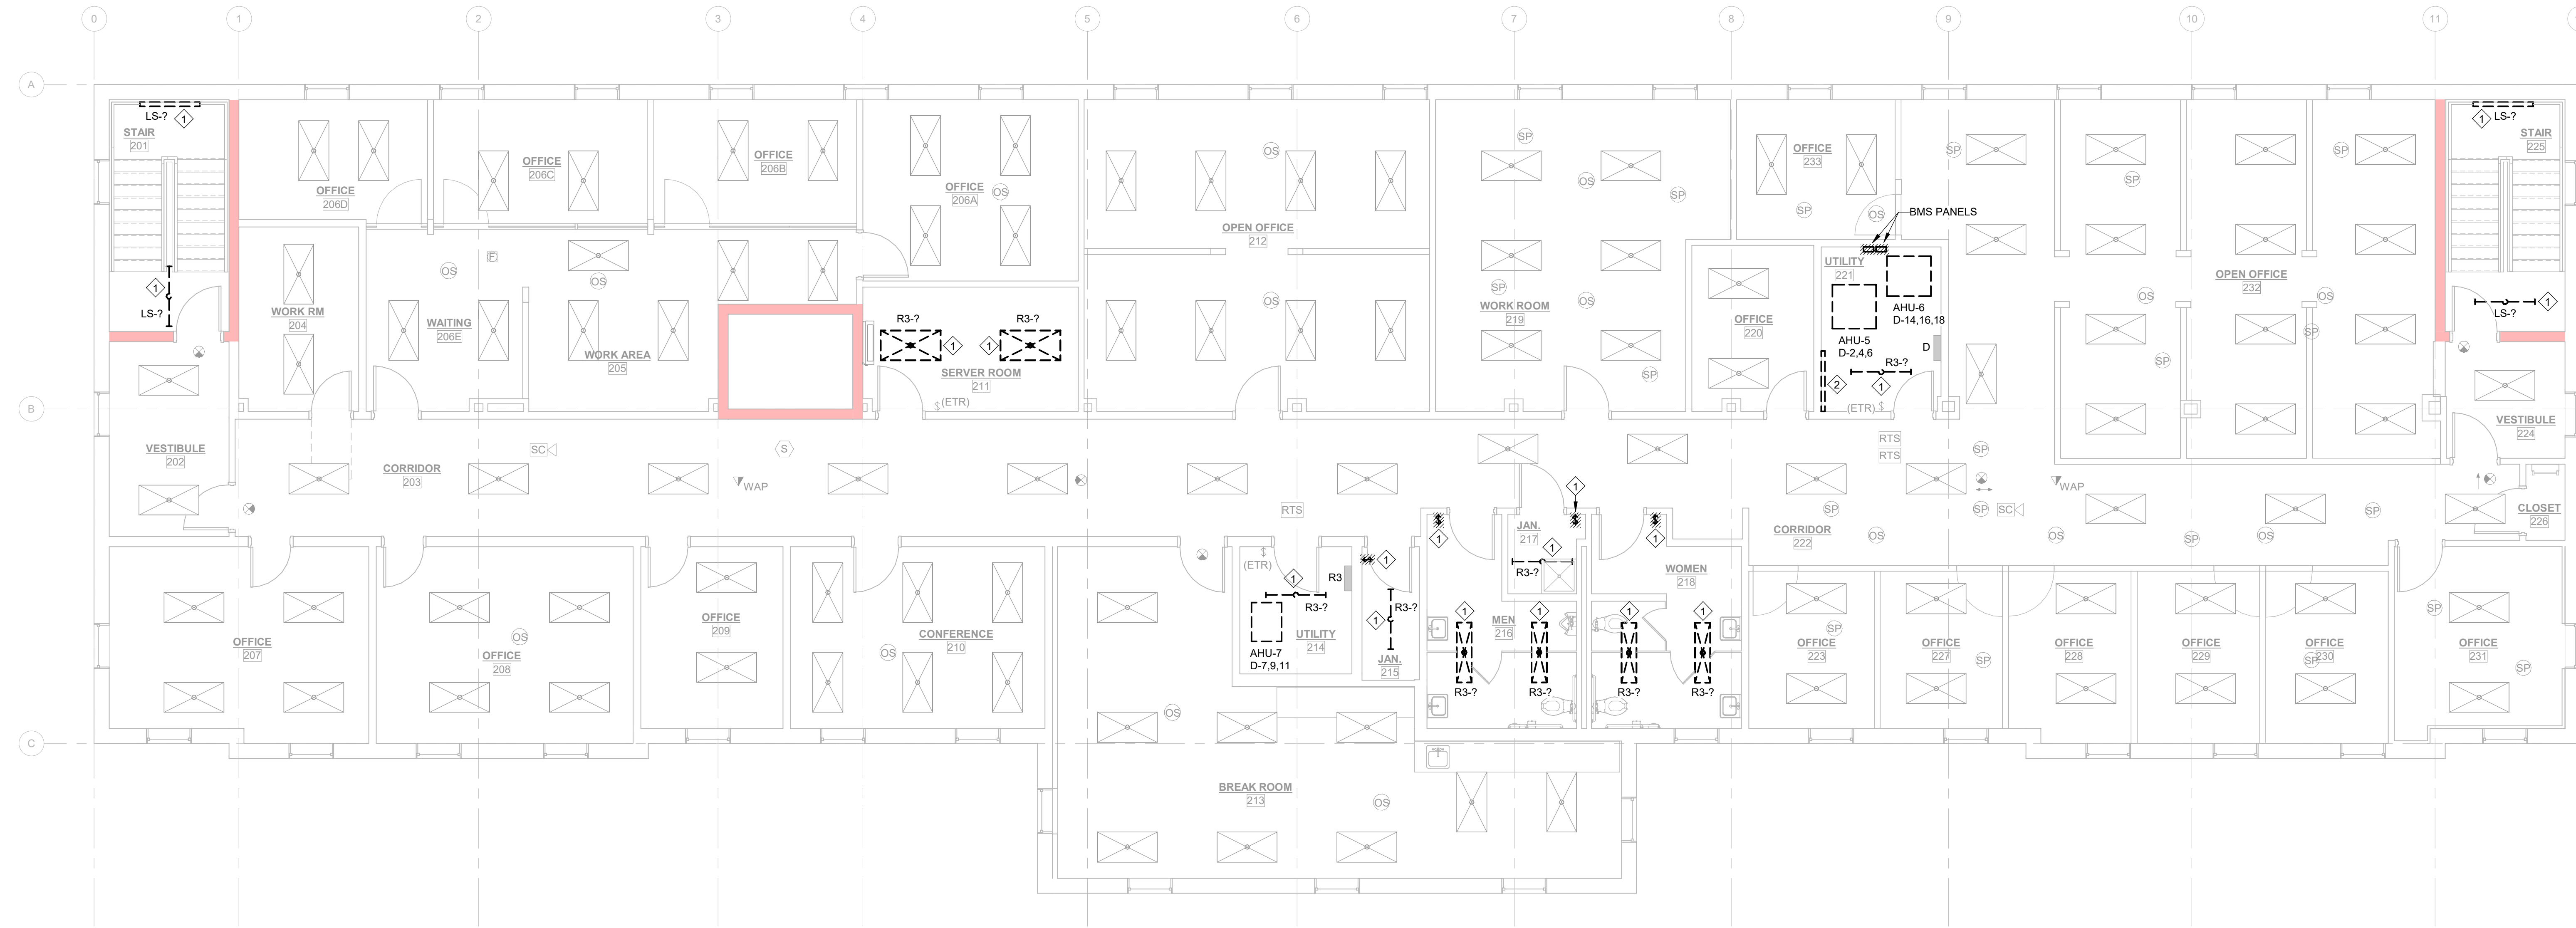 0 1 2 3 4 5 6 7 8 9 10 11
A
LS-?
1
STAIR
201
OFFICE
206D
OFFICE
206C
OFFICE
206B
OFFICE
206A
OS
OS
OPEN OFFICE
212
SP
OS
SP
OFFICE
233
SP
OS
BMS PANELS
SP
SP
SP
OPEN OFFICE
232
1
LS-?
STAIR
225
1
LS-?
WORK RM
204
OS
F
WAITING
206E
OS
WORK AREA
205
R3-?
1
R3-?
1
SERVER ROOM
211
(ETR)
$
OS
SP
WORK ROOM
219
OS
SP
OFFICE
220
UTILITY
221
AHU-6
D-14,16,18
AHU-5
D-2,4,6
D
R3-?
1
2
(ETR)
$
OS
SP
OS
SP
1
LS-?
B
VESTIBULE
202
CORRIDOR
203
SC
S
WAP
RTS
RTS
RTS
SP
SP
SP
SC
WAP
VESTIBULE
224
CLOSET
226
CORRIDOR
222
OS
OS
SP
OS
SP
OFFICE
207
OFFICE
208
OS
OFFICE
209
CONFERENCE
210
OS
$
(ETR)
1
R3
R3-?
UTILITY
214
AHU-7
D-7,9,11
1
R3-?
1
JAN.
215
$
1
JAN.
217
1
R3-?
1
$
$
1
WOMEN
218
MEN
216
1
R3-?
1
R3-?
1
R3-?
1
R3-?
OFFICE
223
SP
OFFICE
227
SP
OFFICE
228
OFFICE
229
OFFICE
230
SP
SP
OFFICE
231
SP
C
OS
BREAK ROOM
213
OS